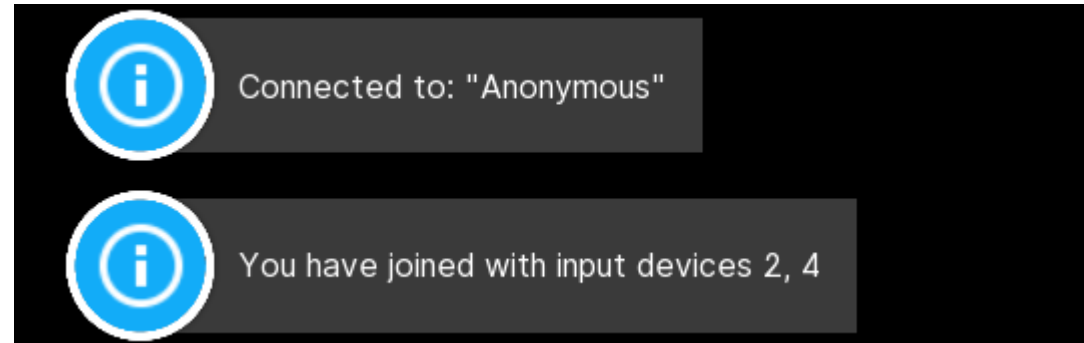 Connected to: "Anonymous"
You have joined with input devices 2, 4